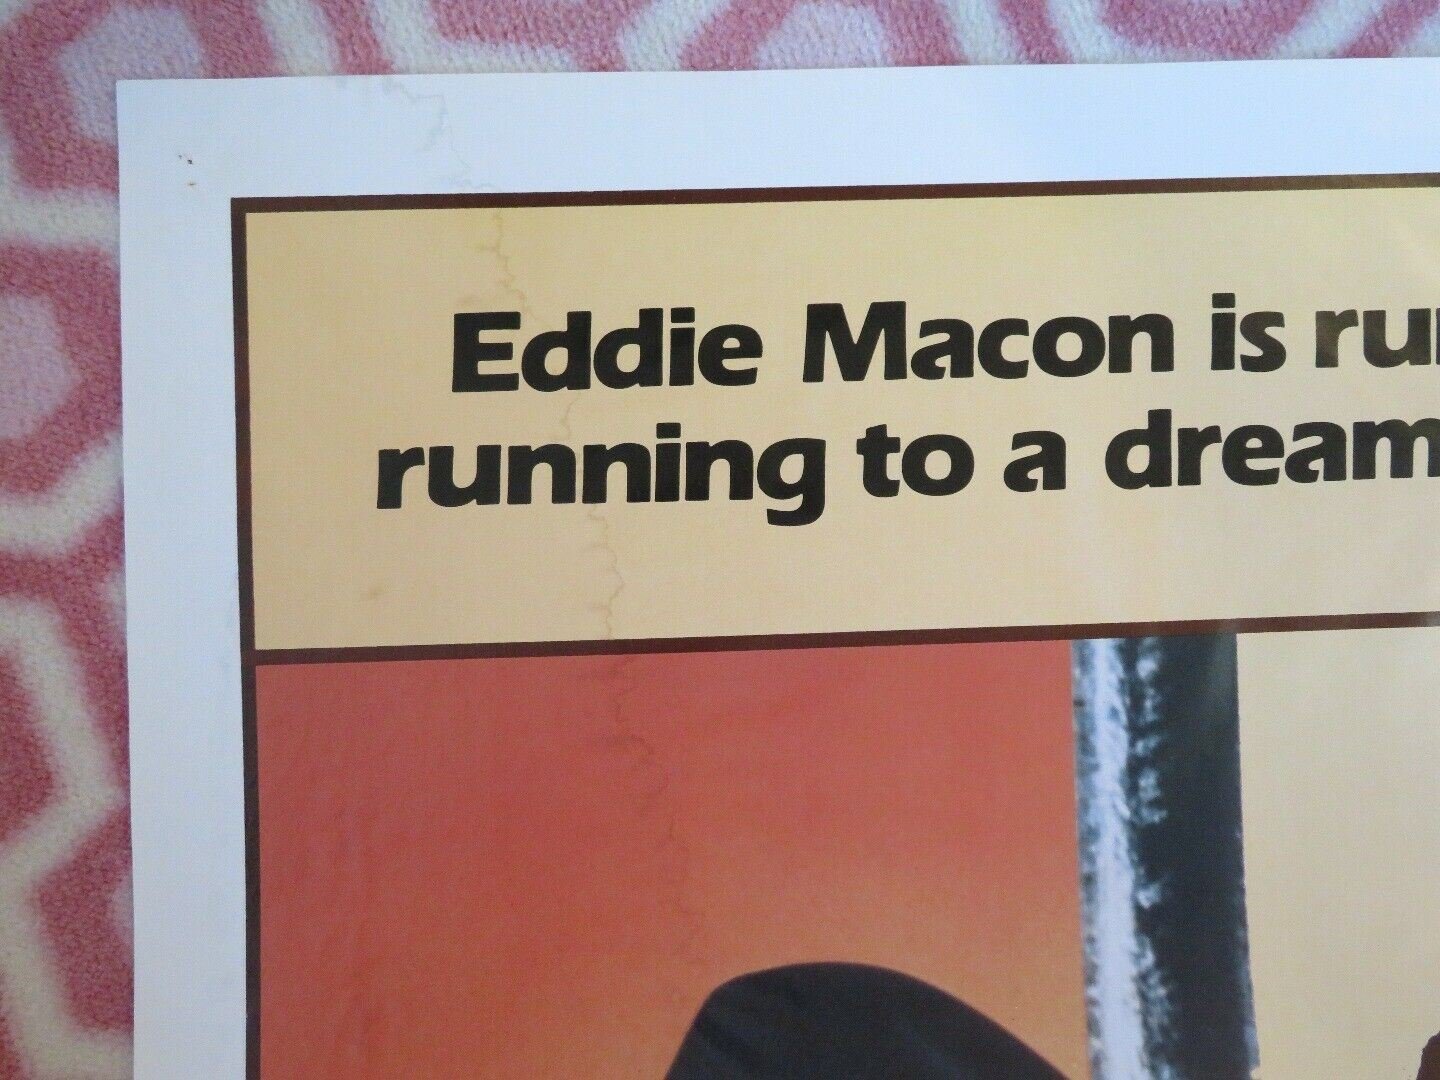 Eddie Macon is ru
running to a dream